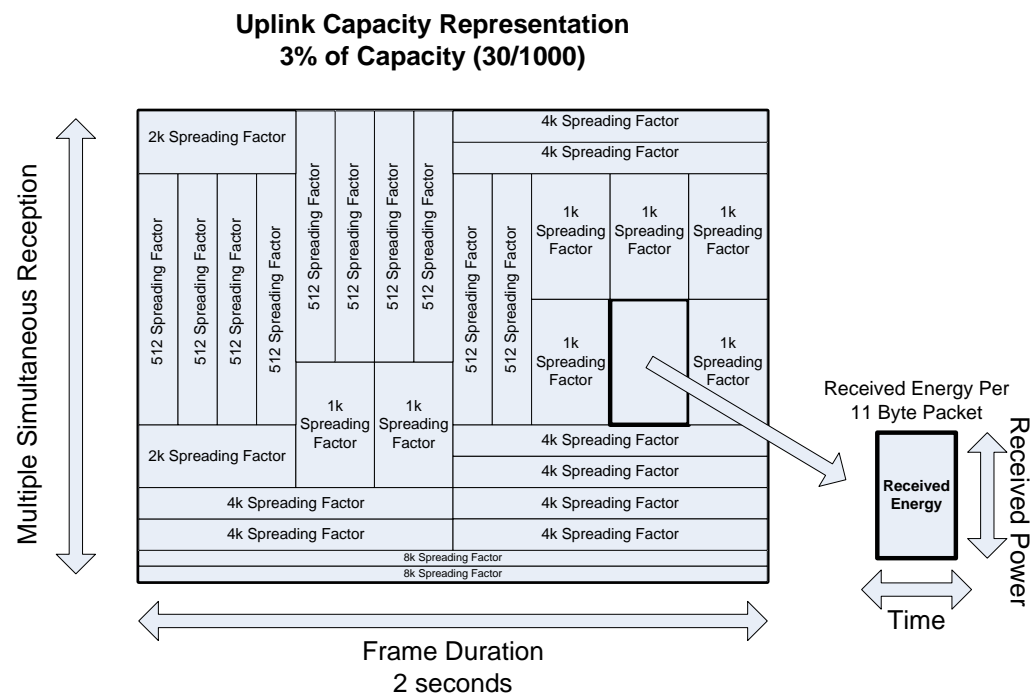 Uplink Capacity Representation
3% of Capacity (30/1000)
Multiple Simultaneous Reception
2k Spreading Factor
512 Spreading Factor
512 Spreading Factor
512 Spreading Factor
512 Spreading Factor
4k Spreading Factor
4k Spreading Factor
512 Spreading Factor
512 Spreading Factor
512 Spreading Factor
512 Spreading Factor
512 Spreading Factor
512 Spreading Factor
1k
Spreading
Factor
1k
Spreading
Factor
1k
Spreading
Factor
1k
Spreading
Factor
1k
Spreading
Factor
1k
Spreading
Factor
1k
Spreading
Factor
2k Spreading Factor
4k Spreading Factor
4k Spreading Factor
4k Spreading Factor
4k Spreading Factor
4k Spreading Factor
4k Spreading Factor
8k Spreading Factor
8k Spreading Factor
Received Energy Per
11 Byte Packet
Received
Energy
Received Power
Time
Frame Duration
2 seconds